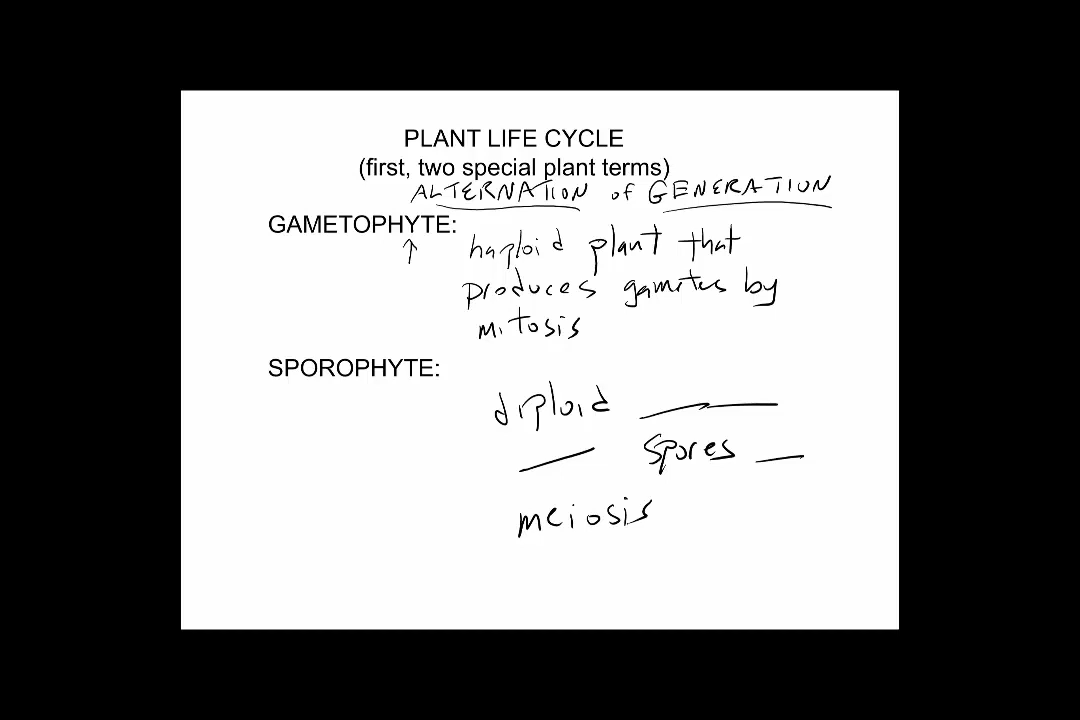 PLANT LIFE CYCLE
(first, two special plant terms)
ALTERNATION of GENERATION
GAMETOPHYTE:
haploid plant that
produces gametes by
mitosis
SPOROPHYTE:
diploid
spores
meiosis